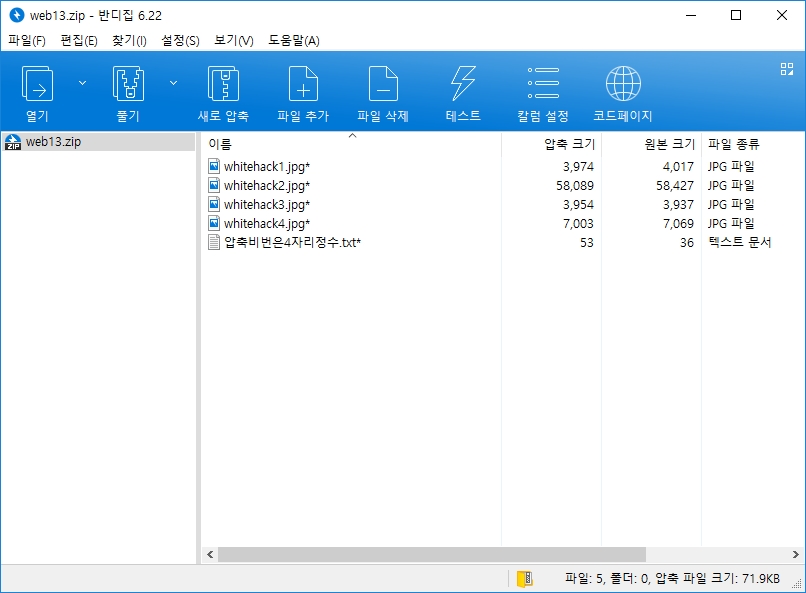 web13.zip - 반디집 6.22
파일(F) 편집(E) 찾기(I) 설정(S) 보기(V) 도움말(A)
열기 풀기 새로 압축 파일 추가 파일 삭제 테스트 칼럼 설정 코드페이지
ZIP web13.zip
이름 압축 크기 원본 크기 파일 종류
whitehack1.jpg* 3,974 4,017 JPG 파일
whitehack2.jpg* 58,089 58,427 JPG 파일
whitehack3.jpg* 3,954 3,937 JPG 파일
whitehack4.jpg* 7,003 7,069 JPG 파일
압축비번은4자리정수.txt* 53 36 텍스트 문서
파일: 5, 폴더: 0, 압축 파일 크기: 71.9KB